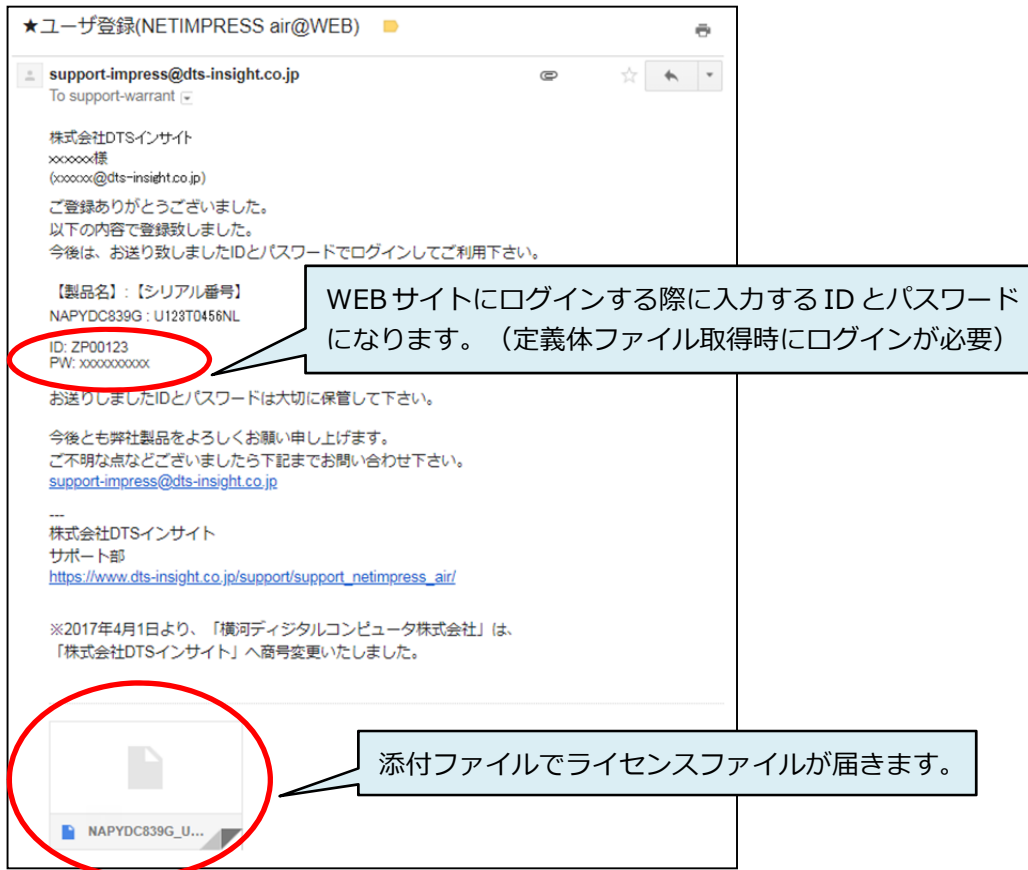 ★ユーザ登録(NETIMPRESS air@WEB)
support-impress@dts-insight.co.jp
To support-warrant
株式会社DTSインサイト
xxxxxx様
(xxxxxx@dts-insight.co.jp)
ご登録ありがとうございました。
以下の内容で登録致しました。
今後は、お送り致しましたIDとパスワードでログインしてご利用下さい。
【製品名】:【シリアル番号】
NAPYDC839G : U123T0456NL
ID: ZP00123
PW: xxxxxxxxxx
WEBサイトにログインする際に入力するIDとパスワード
になります。（定義体ファイル取得時にログインが必要）
お送りしましたIDとパスワードは大切に保管して下さい。
今後とも弊社製品をよろしくお願い申し上げます。
ご不明な点などございましたら下記までお問い合わせ下さい。
support-impress@dts-insight.co.jp
---
株式会社DTSインサイト
サポート部
https://www.dts-insight.co.jp/support/support_netimpress_air/
※2017年4月1日より、「横河ディジタルコンピュータ株式会社」は、
「株式会社DTSインサイト」へ商号変更いたしました。
添付ファイルでライセンスファイルが届きます。
NAPYDC839G_U...